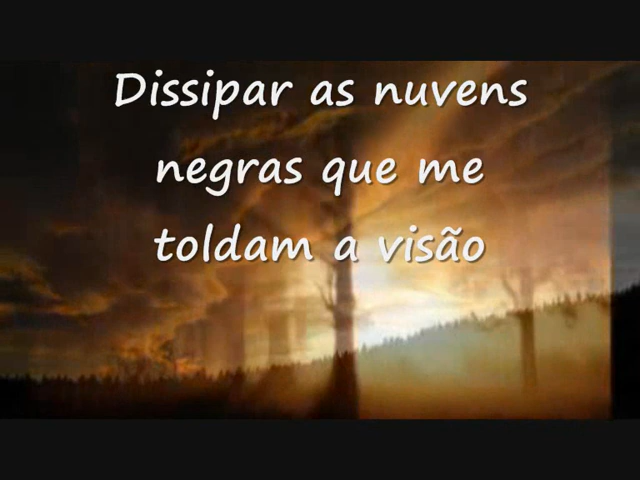 Dissipar as nuvens
negras que me
toldam a visão